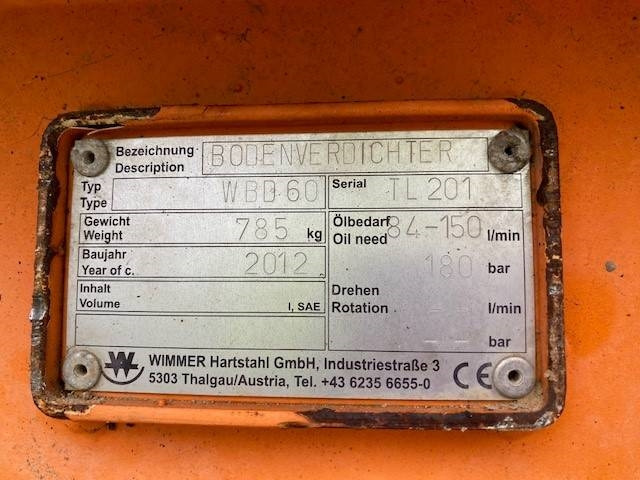 Bezeichnung BODENVERDICHTER
Description
Typ WBD 60 Serial TL 201
Type
Gewicht 785 kg Ölbedarf 84-150 l/min
Weight Oil need
Baujahr 2012 180 bar
Year of c.
Inhalt Drehen
Volume l, SAE Rotation -- l/min
-- bar
W WIMMER Hartstahl GmbH, Industriestraße 3
5303 Thalgau/Austria, Tel. +43 6235 6655-0 CE